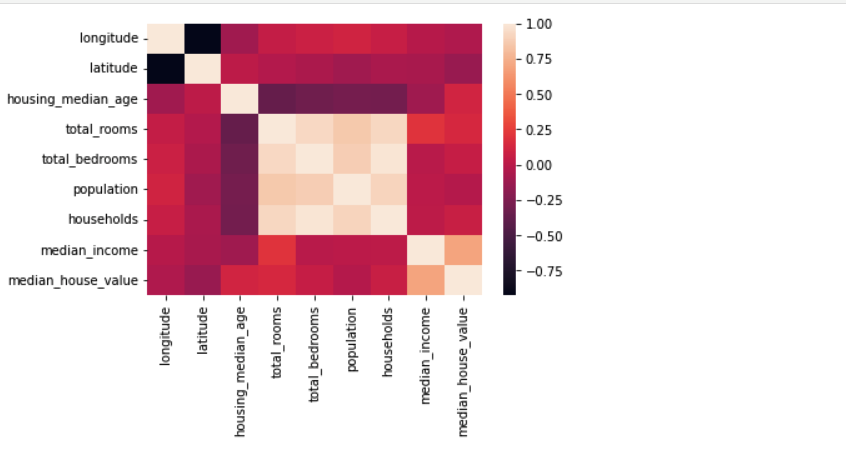 longitude
latitude
housing_median_age
total_rooms
total_bedrooms
population
households
median_income
median_house_value
1.00
0.75
0.50
0.25
0.00
−0.25
−0.50
−0.75
longitude
latitude
housing_median_age
total_rooms
total_bedrooms
population
households
median_income
median_house_value